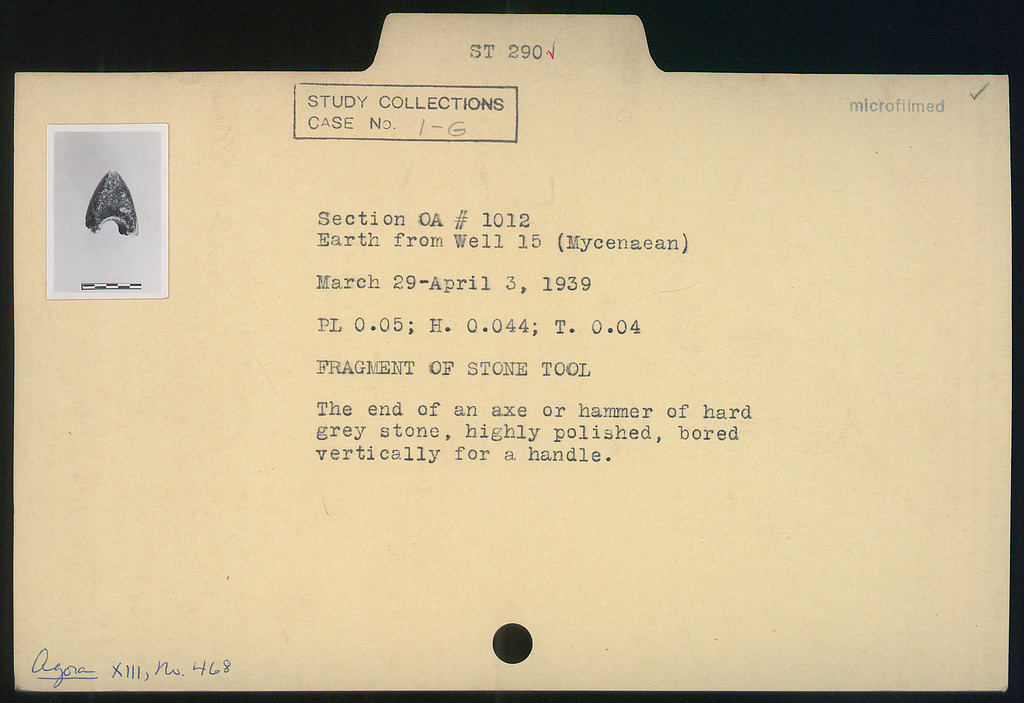 ST 290
STUDY COLLECTIONS
CASE No. 1-G
microfilmed
Section OA # 1012
Earth from Well 15 (Mycenaean)
March 29-April 3, 1939
PL 0.05; H. 0.044; T. 0.04
FRAGMENT OF STONE TOOL
The end of an axe or hammer of hard
grey stone, highly polished, bored
vertically for a handle.
Agora XIII, No. 468